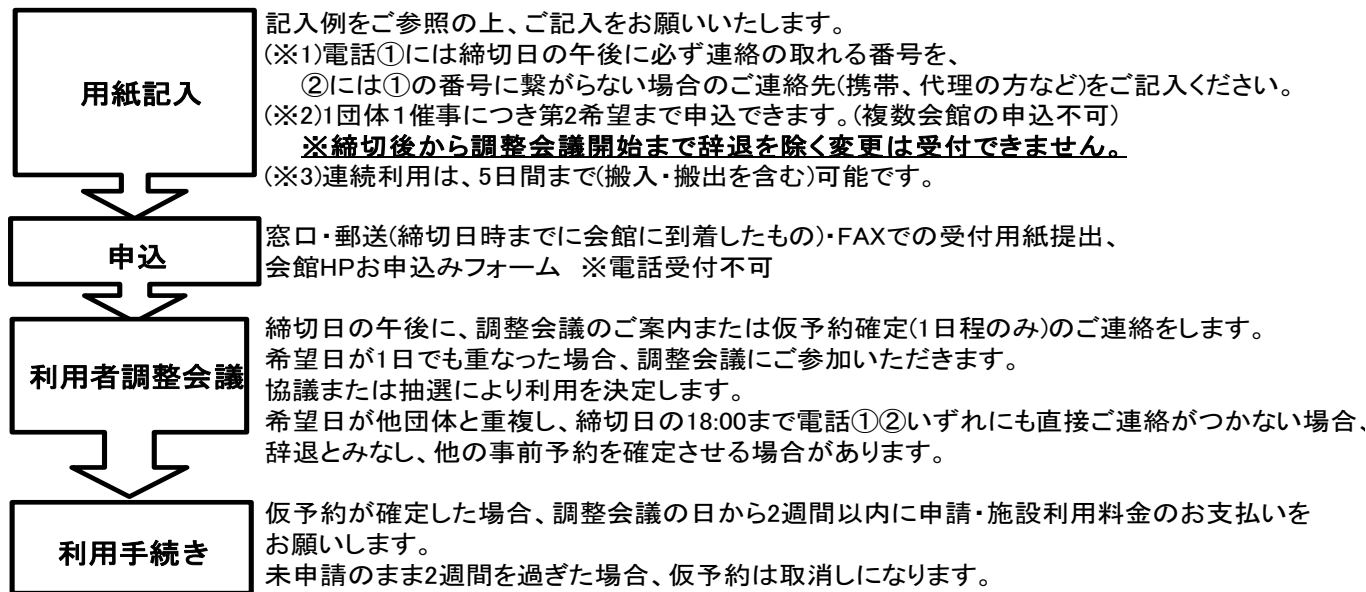 用紙記入
記入例をご参照の上、ご記入をお願いいたします。
(※1)電話①には締切日の午後に必ず連絡の取れる番号を、
②には①の番号に繋がらない場合のご連絡先(携帯、代理の方など)をご記入ください。
(※2)1団体1催事につき第2希望まで申込できます。(複数会館の申込不可)
※締切後から調整会議開始まで辞退を除く変更は受付できません。
(※3)連続利用は、5日間まで(搬入・搬出を含む)可能です。
申込
窓口・郵送(締切日時までに会館に到着したもの)・FAXでの受付用紙提出、
会館HPお申込みフォーム　※電話受付不可
利用者調整会議
締切日の午後に、調整会議のご案内または仮予約確定(1日程のみ)のご連絡をします。
希望日が1日でも重なった場合、調整会議にご参加いただきます。
協議または抽選により利用を決定します。
希望日が他団体と重複し、締切日の18:00まで電話①②いずれにも直接ご連絡がつかない場合、
辞退とみなし、他の事前予約を確定させる場合があります。
利用手続き
仮予約が確定した場合、調整会議の日から2週間以内に申請・施設利用料金のお支払いを
お願いします。
未申請のまま2週間を過ぎた場合、仮予約は取消しになります。